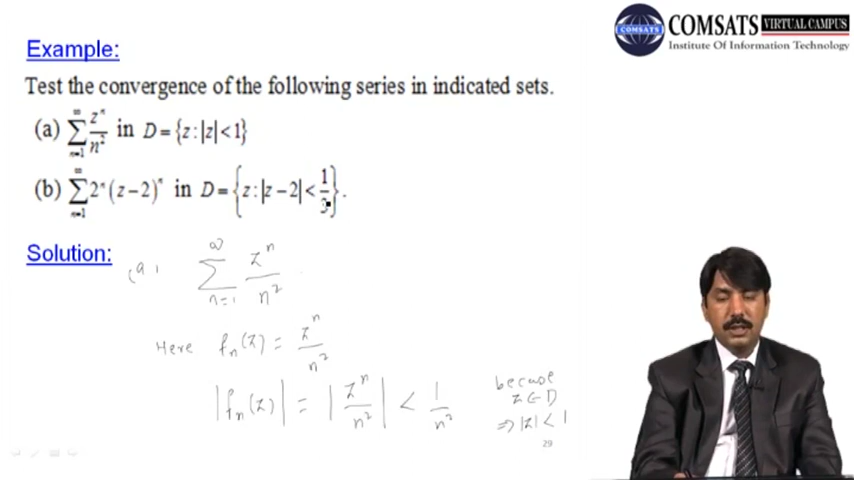 COMSATS VIRTUAL CAMPUS
Institute Of Information Technology
COMSATS
Example:
Test the convergence of the following series in indicated sets.
(a) ∑_{n=1}^{∞} z^n/n^2 in D={z:|z|<1}
(b) ∑_{n=1}^{∞} 2^n(z−2)^n in D={z:|z−2|<1/3}.
Solution:
(a) ∑_{n=1}^{∞} z^n/n^2
Here f_n(z) = z^n/n^2
|f_n(z)| = |z^n/n^2| < 1/n^2
becuase
z ∈ D
⇒ |z| < 1
29